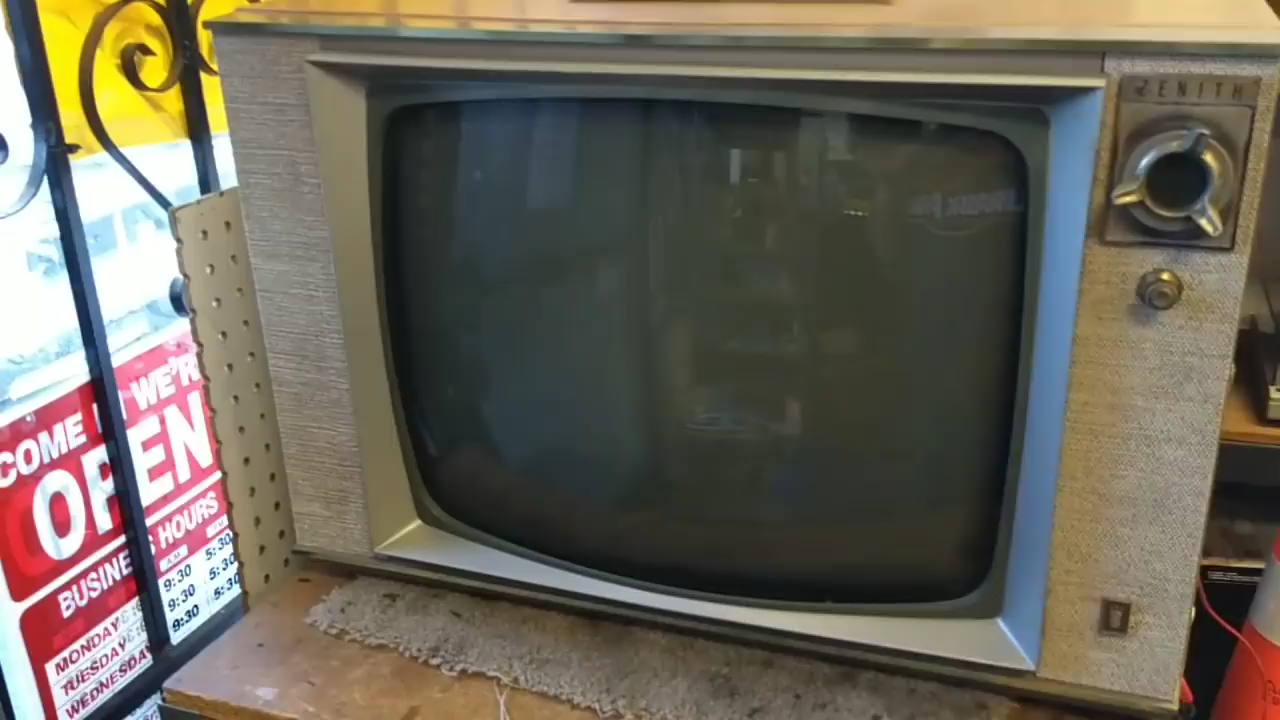 ZENITH
COME WE'R
OPEN
BUSINESS HOURS
A.M.
9:30 5:30
9:30 5:30
9:30 5:30
MONDAY
TUESDAY
WEDNESDAY